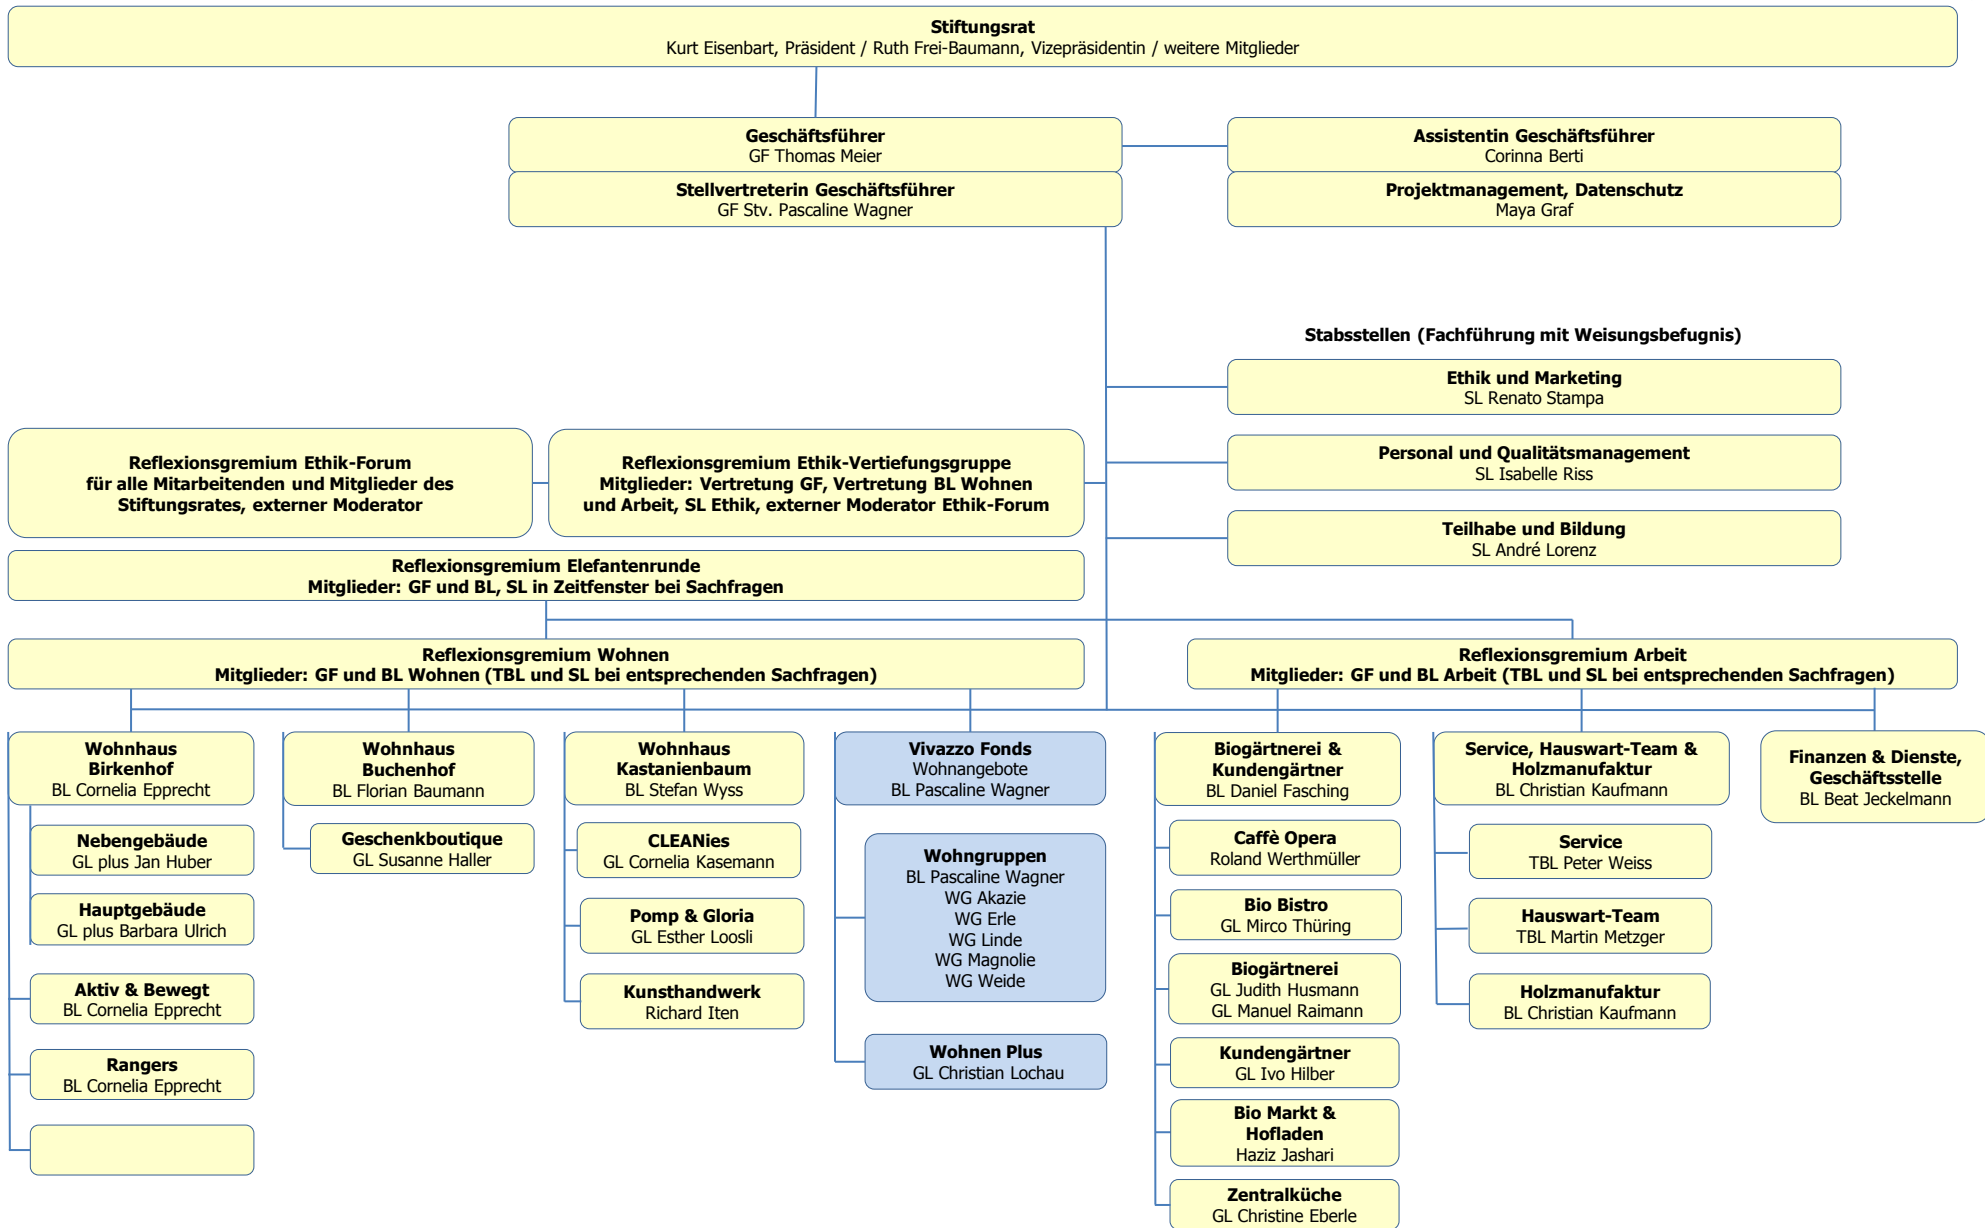 Stiftungsrat
Kurt Eisenbart, Präsident / Ruth Frei-Baumann, Vizepräsidentin / weitere Mitglieder
Geschäftsführer
GF Thomas Meier
Assistentin Geschäftsführer
Corinna Berti
Stellvertreterin Geschäftsführer
GF Stv. Pascaline Wagner
Projektmanagement, Datenschutz
Maya Graf
Stabsstellen (Fachführung mit Weisungsbefugnis)
Ethik und Marketing
SL Renato Stampa
Personal und Qualitätsmanagement
SL Isabelle Riss
Teilhabe und Bildung
SL André Lorenz
Reflexionsgremium Ethik-Forum
für alle Mitarbeitenden und Mitglieder des
Stiftungsrates, externer Moderator
Reflexionsgremium Ethik-Vertiefungsgruppe
Mitglieder: Vertretung GF, Vertretung BL Wohnen
und Arbeit, SL Ethik, externer Moderator Ethik-Forum
Reflexionsgremium Elefantenrunde
Mitglieder: GF und BL, SL in Zeitfenster bei Sachfragen
Reflexionsgremium Wohnen
Mitglieder: GF und BL Wohnen (TBL und SL bei entsprechenden Sachfragen)
Reflexionsgremium Arbeit
Mitglieder: GF und BL Arbeit (TBL und SL bei entsprechenden Sachfragen)
Wohnhaus
Birkenhof
BL Cornelia Epprecht
Nebengebäude
GL plus Jan Huber
Hauptgebäude
GL plus Barbara Ulrich
Aktiv & Bewegt
BL Cornelia Epprecht
Rangers
BL Cornelia Epprecht
Wohnhaus
Buchenhof
BL Florian Baumann
Geschenkboutique
GL Susanne Haller
Wohnhaus
Kastanienbaum
BL Stefan Wyss
CLEANies
GL Cornelia Kasemann
Pomp & Gloria
GL Esther Loosli
Kunsthandwerk
Richard Iten
Vivazzo Fonds
Wohnangebote
BL Pascaline Wagner
Wohngruppen
BL Pascaline Wagner
WG Akazie
WG Erle
WG Linde
WG Magnolie
WG Weide
Wohnen Plus
GL Christian Lochau
Biogärtnerei &
Kundengärtner
BL Daniel Fasching
Caffè Opera
Roland Werthmüller
Bio Bistro
GL Mirco Thüring
Biogärtnerei
GL Judith Husmann
GL Manuel Raimann
Kundengärtner
GL Ivo Hilber
Bio Markt &
Hofladen
Haziz Jashari
Zentralküche
GL Christine Eberle
Service, Hauswart-Team &
Holzmanufaktur
BL Christian Kaufmann
Service
TBL Peter Weiss
Hauswart-Team
TBL Martin Metzger
Holzmanufaktur
BL Christian Kaufmann
Finanzen & Dienste,
Geschäftsstelle
BL Beat Jeckelmann